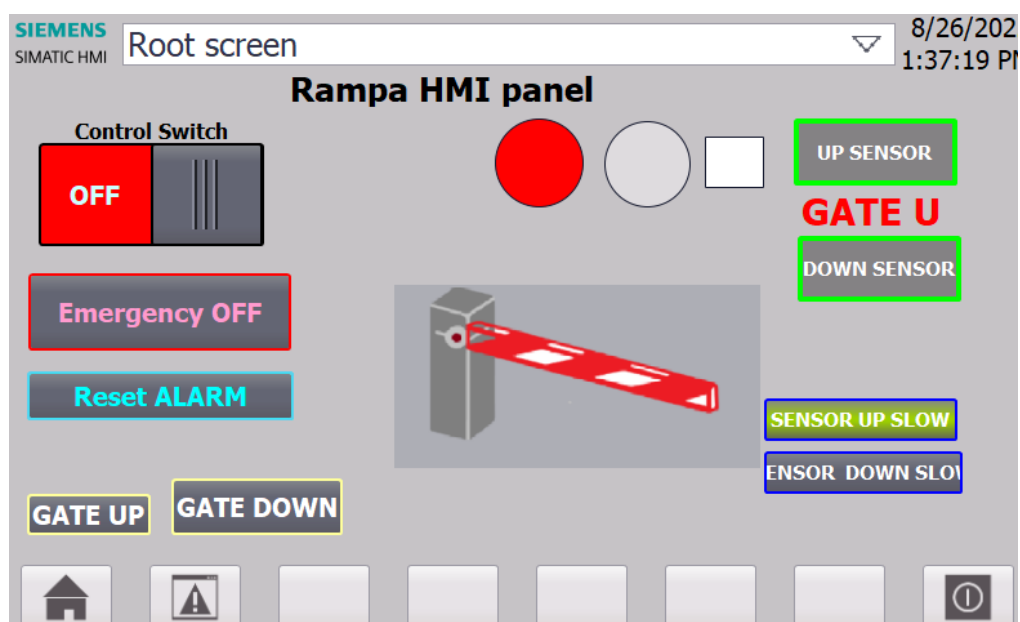 SIEMENS
SIMATIC HMI
Root screen
8/26/202
1:37:19 PM
Rampa HMI panel
Control Switch
OFF
UP SENSOR
GATE U
DOWN SENSOR
Emergency OFF
Reset ALARM
SENSOR UP SLOW
ENSOR DOWN SLOW
GATE UP
GATE DOWN